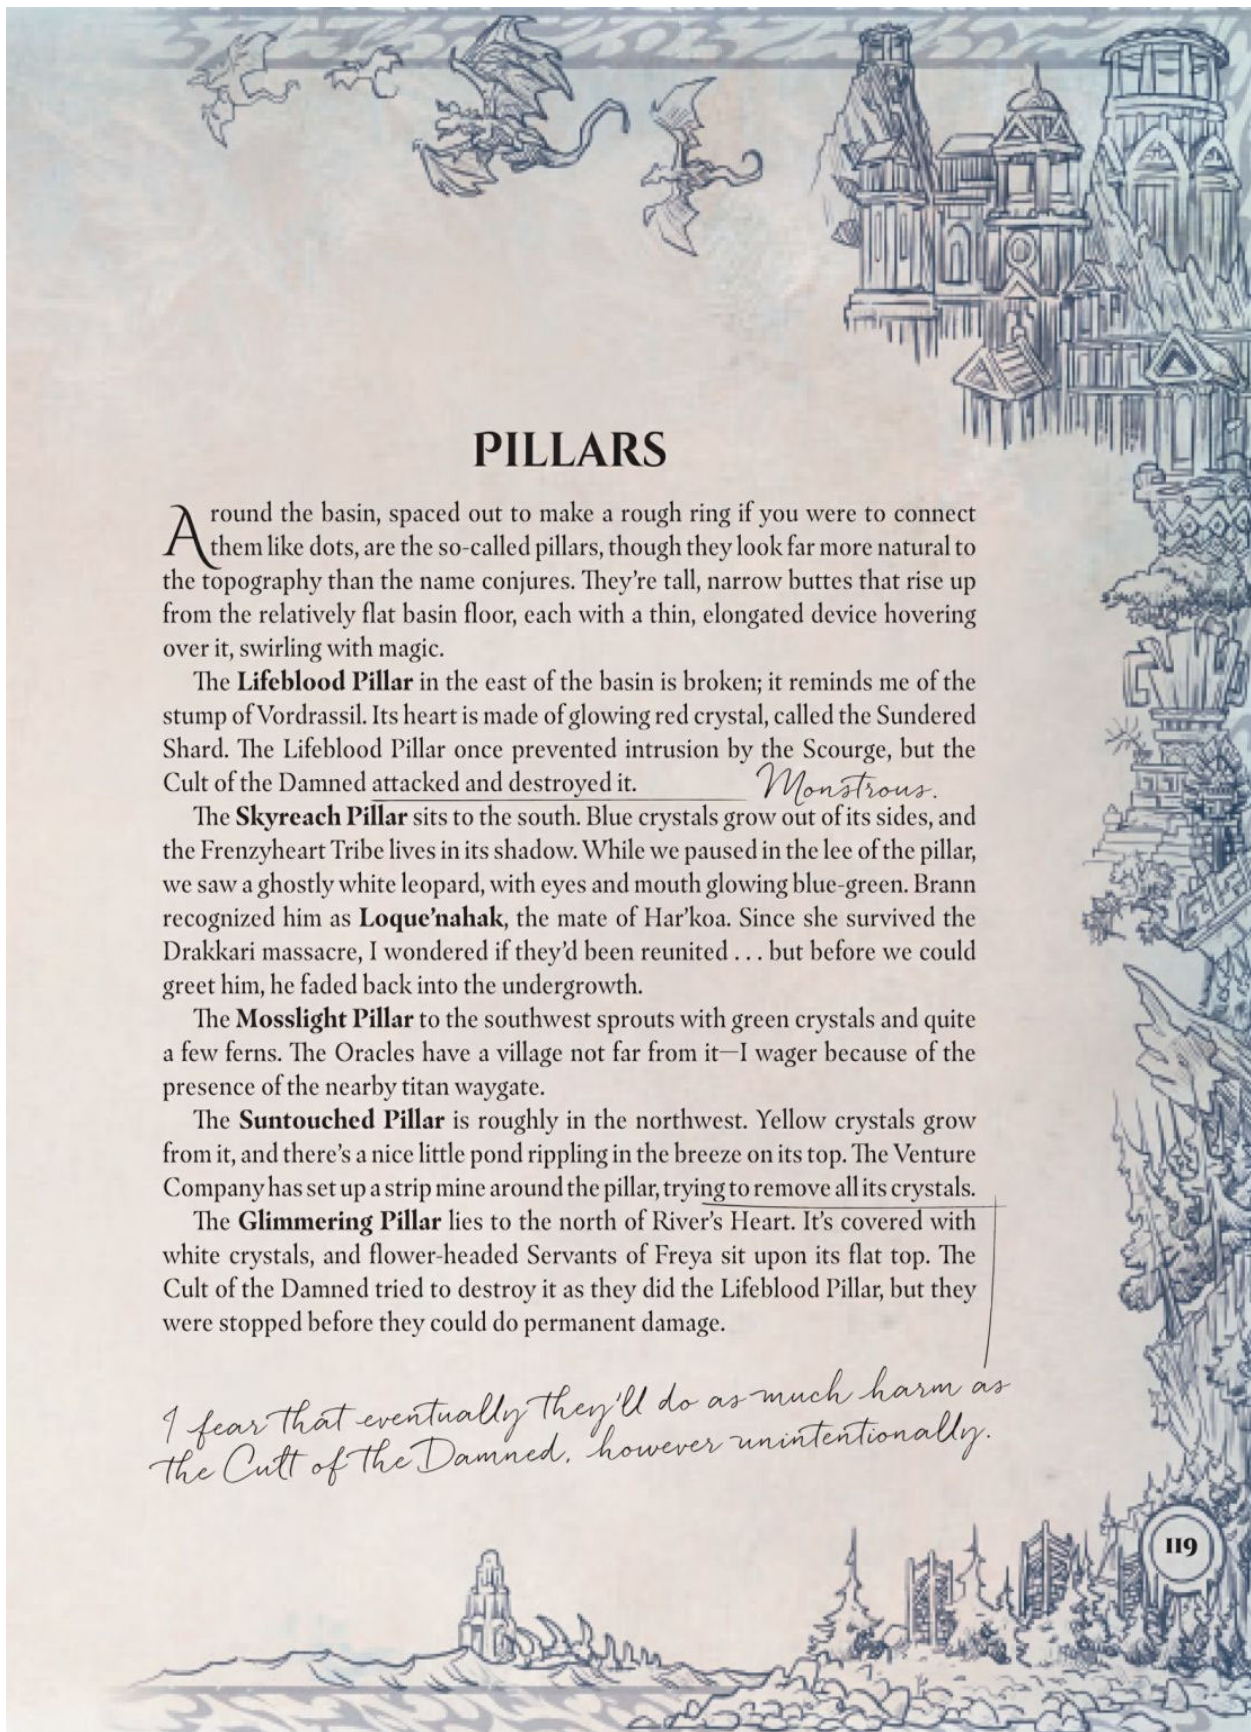 PILLARS
Around the basin, spaced out to make a rough ring if you were to connect
them like dots, are the so-called pillars, though they look far more natural to
the topography than the name conjures. They're tall, narrow buttes that rise up
from the relatively flat basin floor, each with a thin, elongated device hovering
over it, swirling with magic.
The Lifeblood Pillar in the east of the basin is broken; it reminds me of the
stump of Vordrassil. Its heart is made of glowing red crystal, called the Sundered
Shard. The Lifeblood Pillar once prevented intrusion by the Scourge, but the
Cult of the Damned attacked and destroyed it.
Monstrous.
The Skyreach Pillar sits to the south. Blue crystals grow out of its sides, and
the Frenzyheart Tribe lives in its shadow. While we paused in the lee of the pillar,
we saw a ghostly white leopard, with eyes and mouth glowing blue-green. Brann
recognized him as Loque'nahak, the mate of Har'koa. Since she survived the
Drakkari massacre, I wondered if they'd been reunited . . . but before we could
greet him, he faded back into the undergrowth.
The Mosslight Pillar to the southwest sprouts with green crystals and quite
a few ferns. The Oracles have a village not far from it—I wager because of the
presence of the nearby titan waygate.
The Suntouched Pillar is roughly in the northwest. Yellow crystals grow
from it, and there's a nice little pond rippling in the breeze on its top. The Venture
Company has set up a strip mine around the pillar, trying to remove all its crystals.
The Glimmering Pillar lies to the north of River's Heart. It's covered with
white crystals, and flower-headed Servants of Freya sit upon its flat top. The
Cult of the Damned tried to destroy it as they did the Lifeblood Pillar, but they
were stopped before they could do permanent damage.
I fear that eventually they'll do as much harm as
the Cult of the Damned, however unintentionally.
119